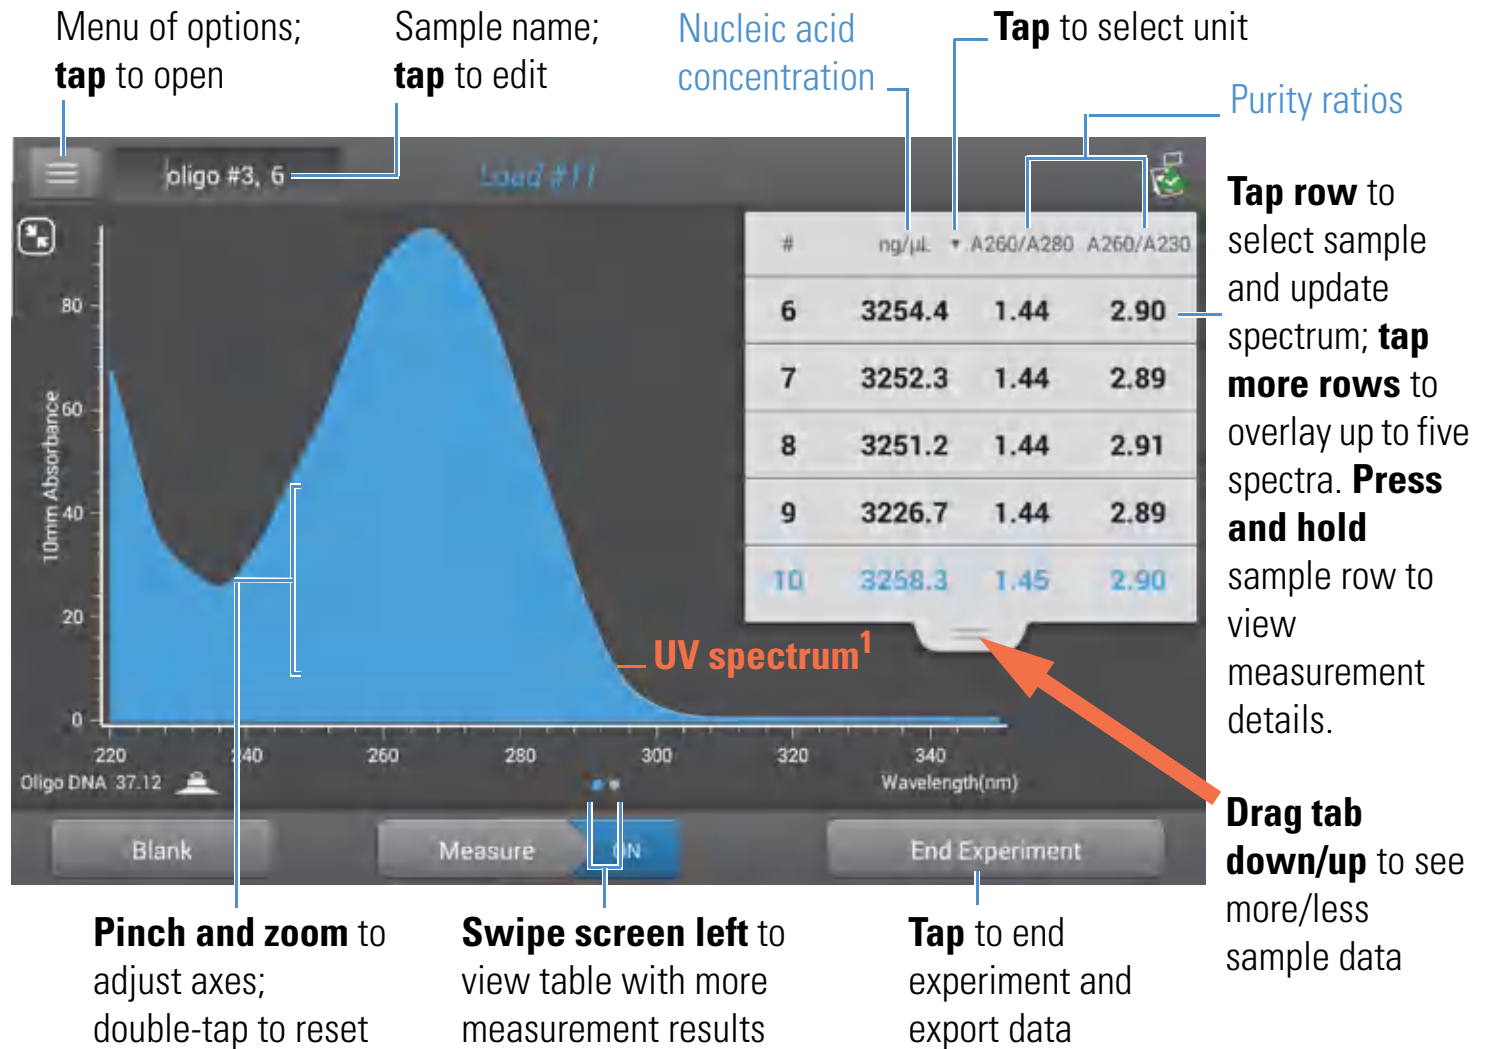 Menu of options;
tap to open
Sample name;
tap to edit
Nucleic acid
concentration
Tap to select unit
Purity ratios
oligo #3, 6
Load #11
# ng/µL ▾ A260/A280 A260/A230
6 3254.4 1.44 2.90
7 3252.3 1.44 2.89
8 3251.2 1.44 2.91
9 3226.7 1.44 2.89
10 3258.3 1.45 2.90
Tap row to
select sample
and update
spectrum; tap
more rows to
overlay up to five
spectra. Press
and hold
sample row to
view
measurement
details.
10mm Absorbance
80
60
40
20
0
UV spectrum1
220 240 260 280 300 320 340
Oligo DNA 37.12
Wavelength(nm)
Blank
Measure
ON
End Experiment
Drag tab
down/up to see
more/less
sample data
Pinch and zoom to
adjust axes;
double-tap to reset
Swipe screen left to
view table with more
measurement results
Tap to end
experiment and
export data